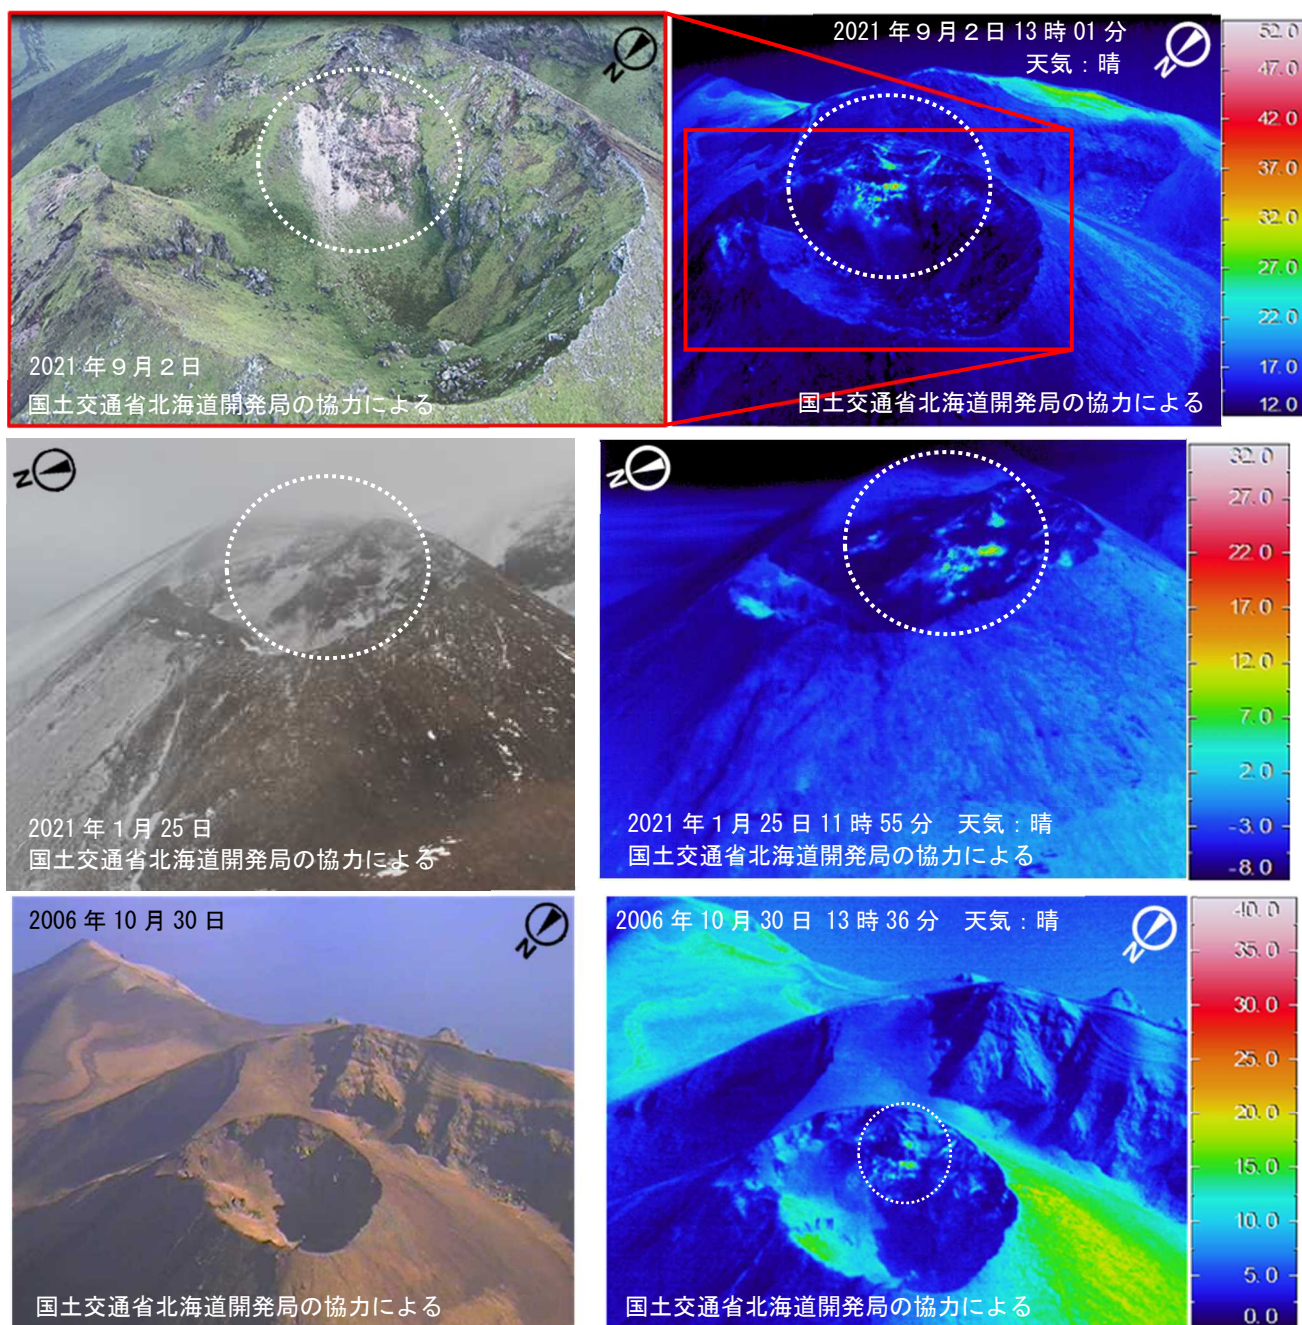 N
2021年9月2日
国土交通省北海道開発局の協力による
2021年9月2日13時01分
天気：晴
N
国土交通省北海道開発局の協力による
52.0
47.0
42.0
37.0
32.0
27.0
22.0
17.0
12.0
N
2021年1月25日
国土交通省北海道開発局の協力による
N
2021年1月25日11時55分 天気：晴
国土交通省北海道開発局の協力による
32.0
27.0
22.0
17.0
12.0
7.0
2.0
-3.0
-8.0
2006年10月30日
N
国土交通省北海道開発局の協力による
2006年10月30日 13時36分 天気：晴
N
国土交通省北海道開発局の協力による
40.0
35.0
30.0
25.0
20.0
15.0
10.0
5.0
0.0